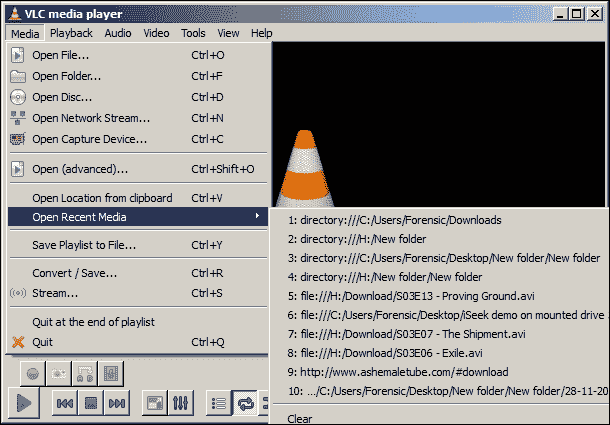 VLC media player
Media Playback Audio Video Tools View Help
Open File... Ctrl+O
Open Folder... Ctrl+F
Open Disc... Ctrl+D
Open Network Stream... Ctrl+N
Open Capture Device... Ctrl+C
Open (advanced)... Ctrl+Shift+O
Open Location from clipboard Ctrl+V
Open Recent Media
Save Playlist to File... Ctrl+Y
Convert / Save... Ctrl+R
Stream... Ctrl+S
Quit at the end of playlist
Quit Ctrl+Q
1: directory:///C:/Users/Forensic/Downloads
2: directory:///H:/New folder
3: directory:///C:/Users/Forensic/Desktop/New folder/New folder
4: directory:///H:/New folder/New folder
5: file:///H:/Download/S03E13 - Proving Ground.avi
6: file:///C:/Users/Forensic/Desktop/iSeek demo on mounted drive
7: file:///H:/Download/S03E07 - The Shipment.avi
8: file:///H:/Download/S03E06 - Exile.avi
9: http://www.ashemaletube.com/#download
10: .../C:/Users/Forensic/Desktop/New folder/New folder/28-11-20
Clear